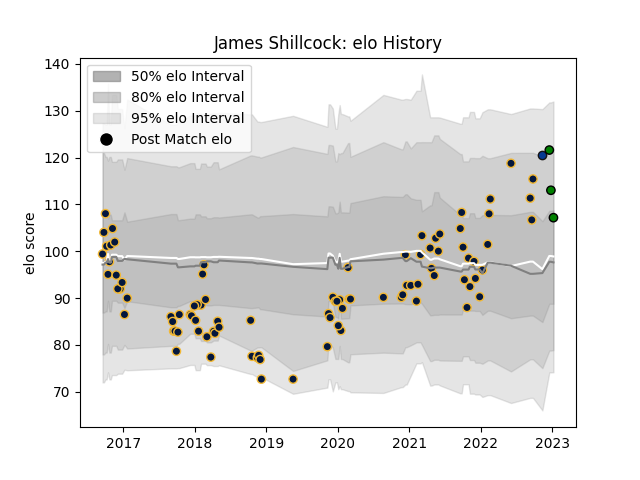 James Shillcock: elo History
50% elo Interval
80% elo Interval
95% elo Interval
Post Match elo
elo score
140
130
120
110
100
90
80
70
2017 2018 2019 2020 2021 2022 2023